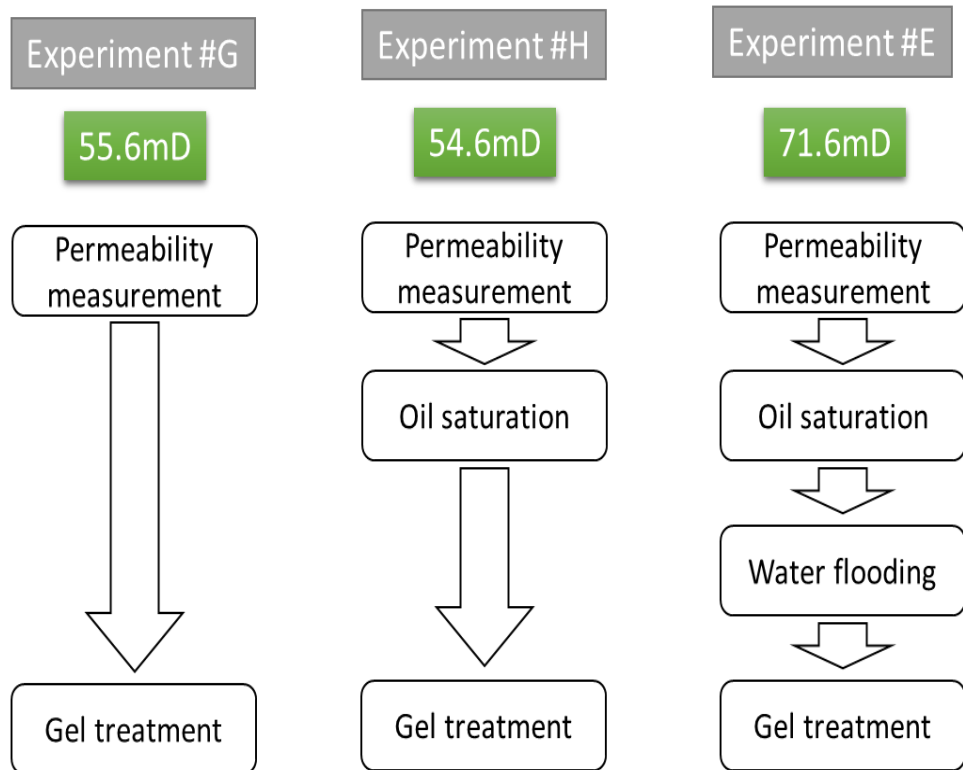 Experiment #G
55.6mD
Permeability
measurement
Gel treatment
Experiment #H
54.6mD
Permeability
measurement
Oil saturation
Gel treatment
Experiment #E
71.6mD
Permeability
measurement
Oil saturation
Water flooding
Gel treatment